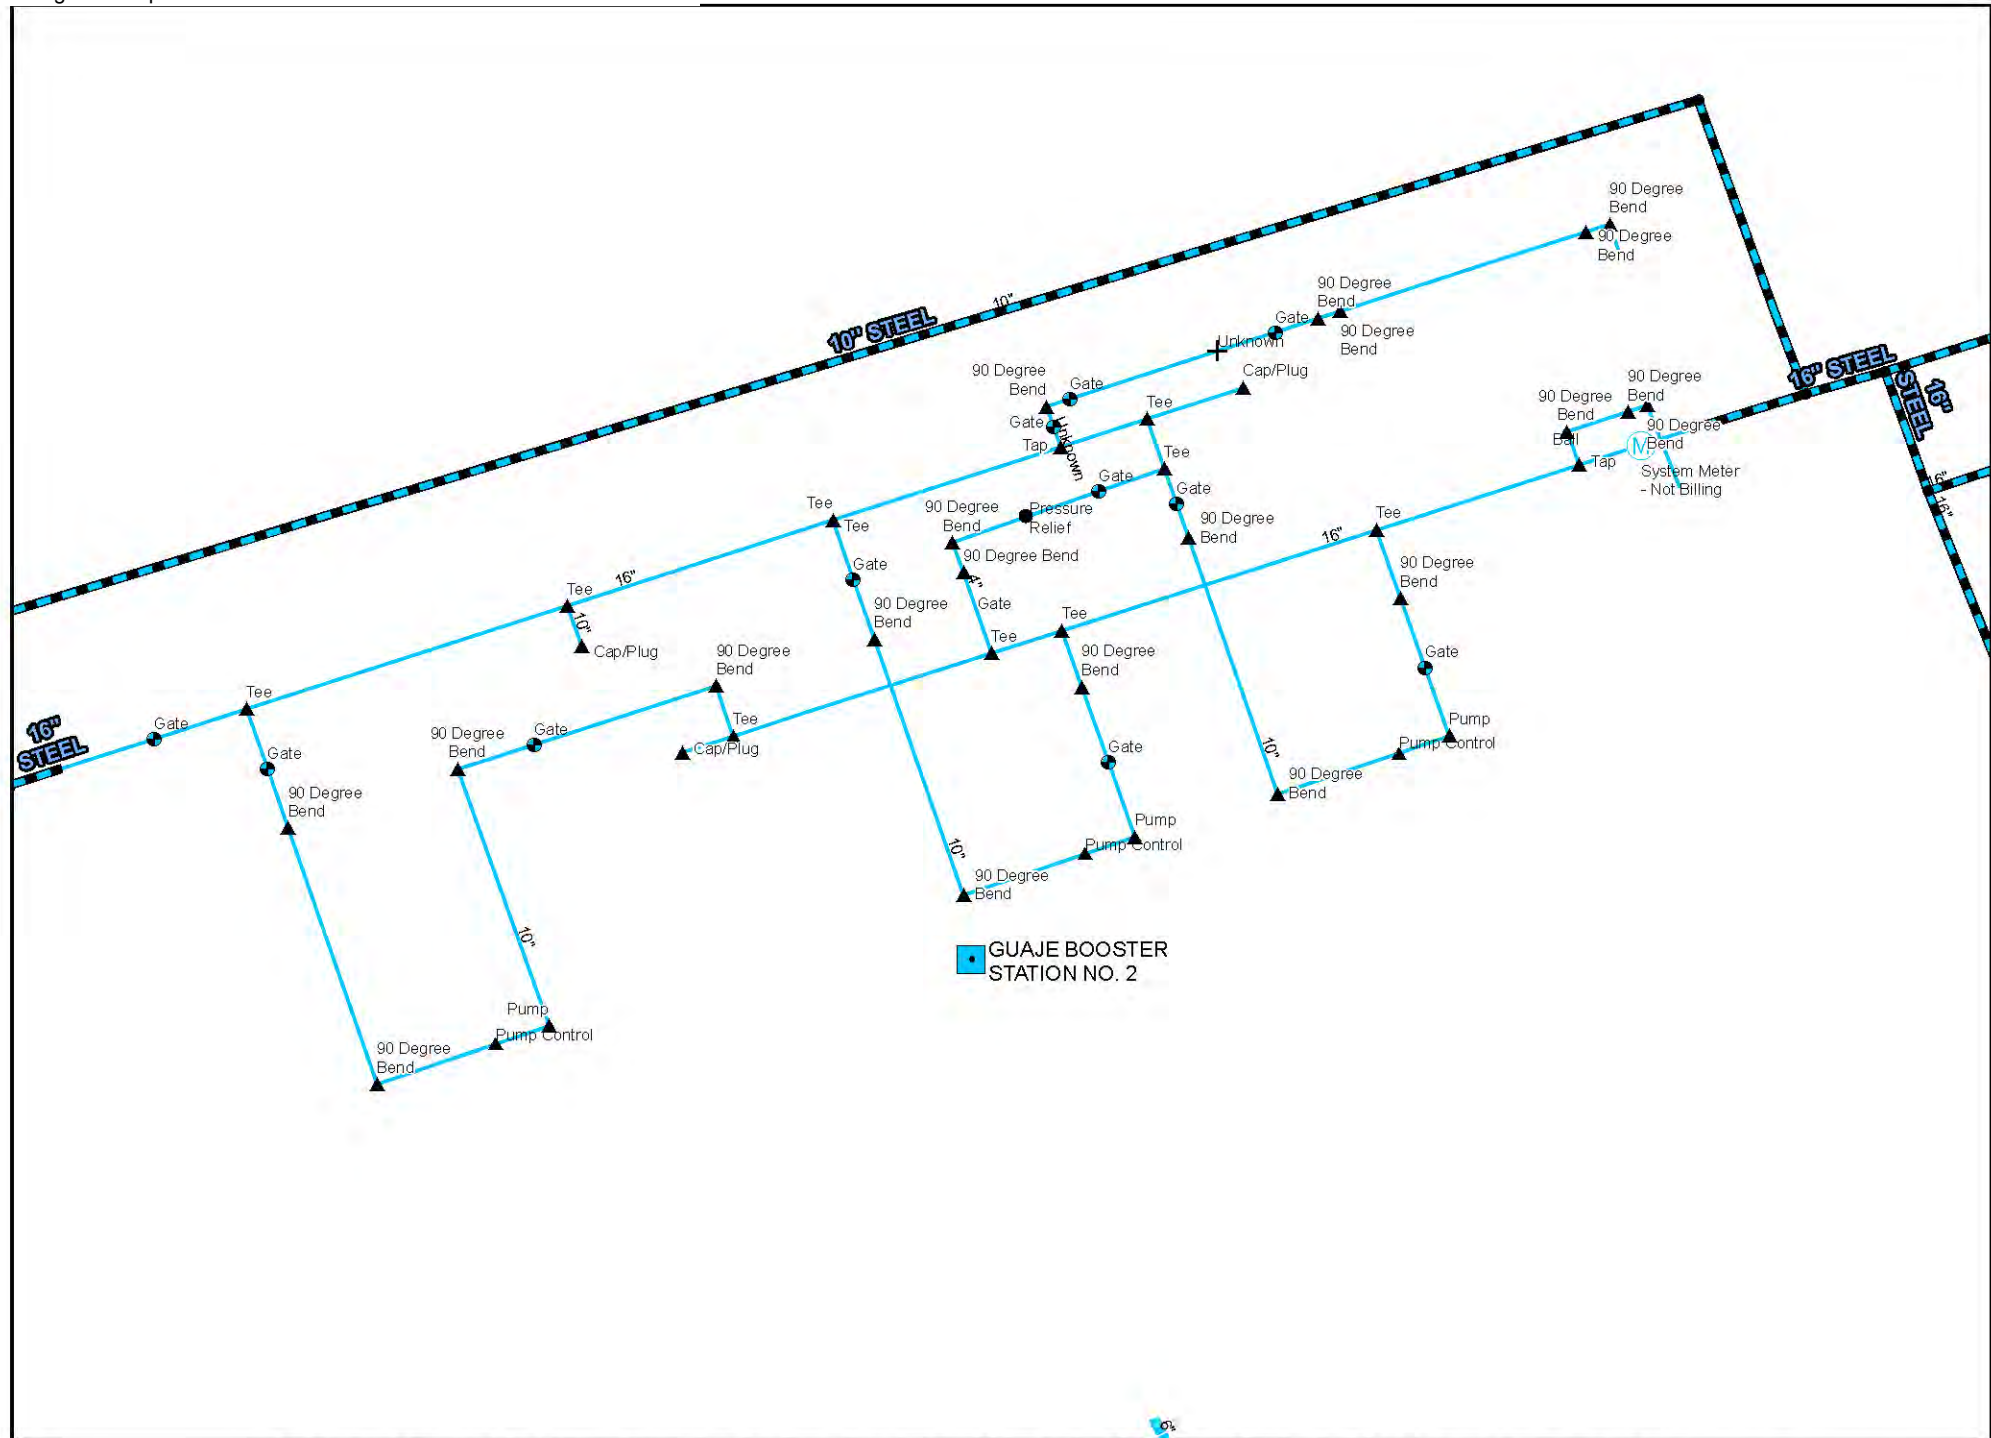 90 Degree
Bend
90 Degree
Bend
10"
10" STEEL
90 Degree
Bend
Gate
90 Degree
Bend
Unknown
16" STEEL
16"
STEEL
90 Degree
Bend
Gate
Cap/Plug
90 Degree
Bend
90 Degree
Bend
Gate
Unknown
Tee
Tap
Ball
90 Degree
Bend
Tap
System Meter
- Not Billing
16"
16"
Tee
Gate
Gate
Tee
Tee
90 Degree
Bend
Pressure
Relief
90 Degree
Bend
Tee
16"
90 Degree Bend
4"
Gate
Gate
90 Degree
Bend
16"
Tee
10"
Cap/Plug
90 Degree
Bend
Tee
Tee
90 Degree
Bend
90 Degree
Bend
Gate
Tee
Gate
16"
STEEL
Gate
90 Degree
Bend
Gate
Tee
Cap/Plug
Pump
Pump Control
10"
Gate
90 Degree
Bend
90 Degree
Bend
Pump
Pump Control
10"
90 Degree
Bend
10"
GUAJE BOOSTER
STATION NO. 2
Pump
Pump Control
90 Degree
Bend